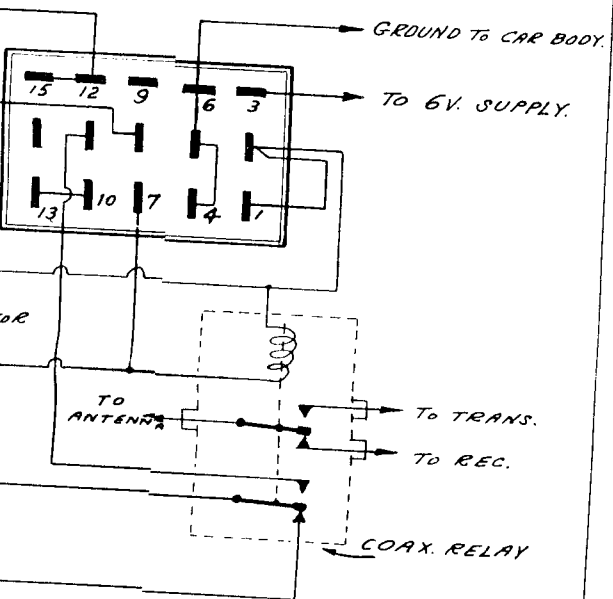 GROUND TO CAR BODY.
15 12 9 6 3
TO 6V. SUPPLY.
13 10 7 4 1
OR
TO
ANTENNA
TO TRANS.
TO REC.
COAX. RELAY